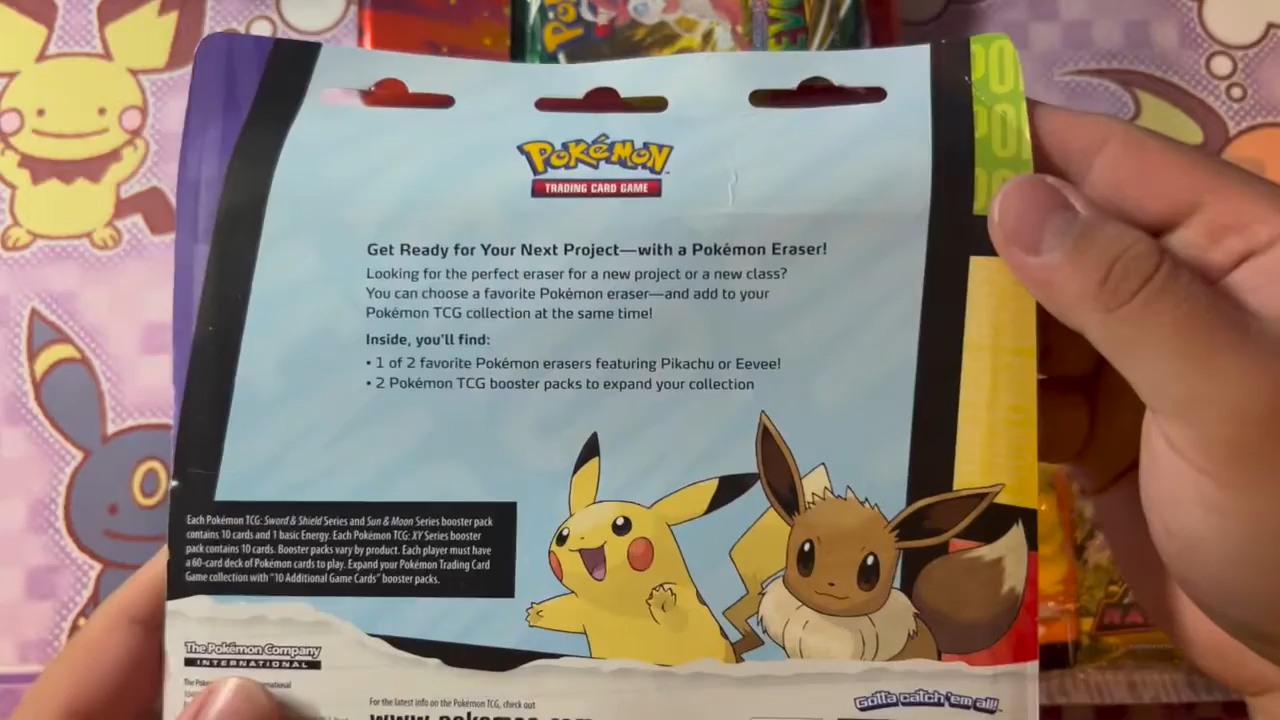 POKéMON
TRADING CARD GAME
Get Ready for Your Next Project—with a Pokémon Eraser!
Looking for the perfect eraser for a new project or a new class?
You can choose a favorite Pokémon eraser—and add to your
Pokémon TCG collection at the same time!
Inside, you'll find:
• 1 of 2 favorite Pokémon erasers featuring Pikachu or Eevee!
• 2 Pokémon TCG booster packs to expand your collection
Each Pokémon TCG: Sword & Shield Series and Sun & Moon Series booster pack
contains 10 cards and 1 basic Energy. Each Pokémon TCG: XY Series booster
pack contains 10 cards. Booster packs vary by product. Each player must have
a 60-card deck of Pokémon cards to play. Expand your Pokémon Trading Card
Game collection with "10 Additional Game Cards" booster packs.
The Pokémon Company
INTERNATIONAL
For the latest info on the Pokémon TCG, check out
www.pokemon.com
Gotta catch 'em all!